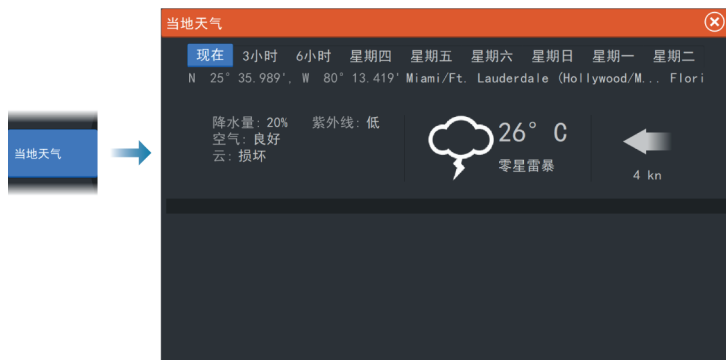 当地天气
当地天气
现在 3小时 6小时 星期四 星期五 星期六 星期日 星期一 星期二
N 25° 35.989', W 80° 13.419' Miami/Ft. Lauderdale (Hollywood/M... Flori
降水量: 20% 紫外线: 低
空气: 良好
云: 损坏
26° C
零星雷暴
4 kn